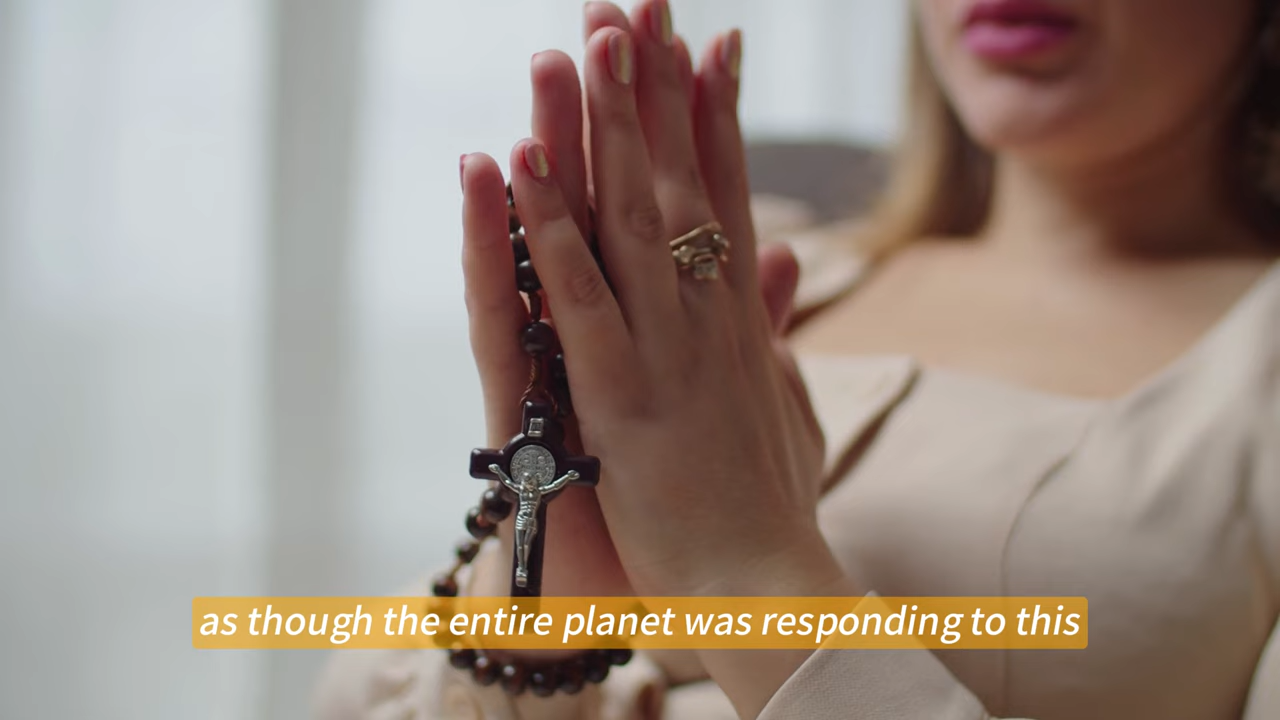 as though the entire planet was responding to this